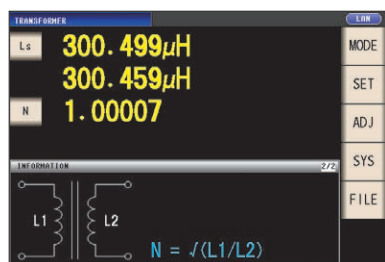 TRANSFORMER
LAN
Ls 300.499μH
300.459μH
N 1.00007
MODE
SET
ADJ
SYS
FILE
INFORMATION 2/2
L1 L2
N = √(L1/L2)